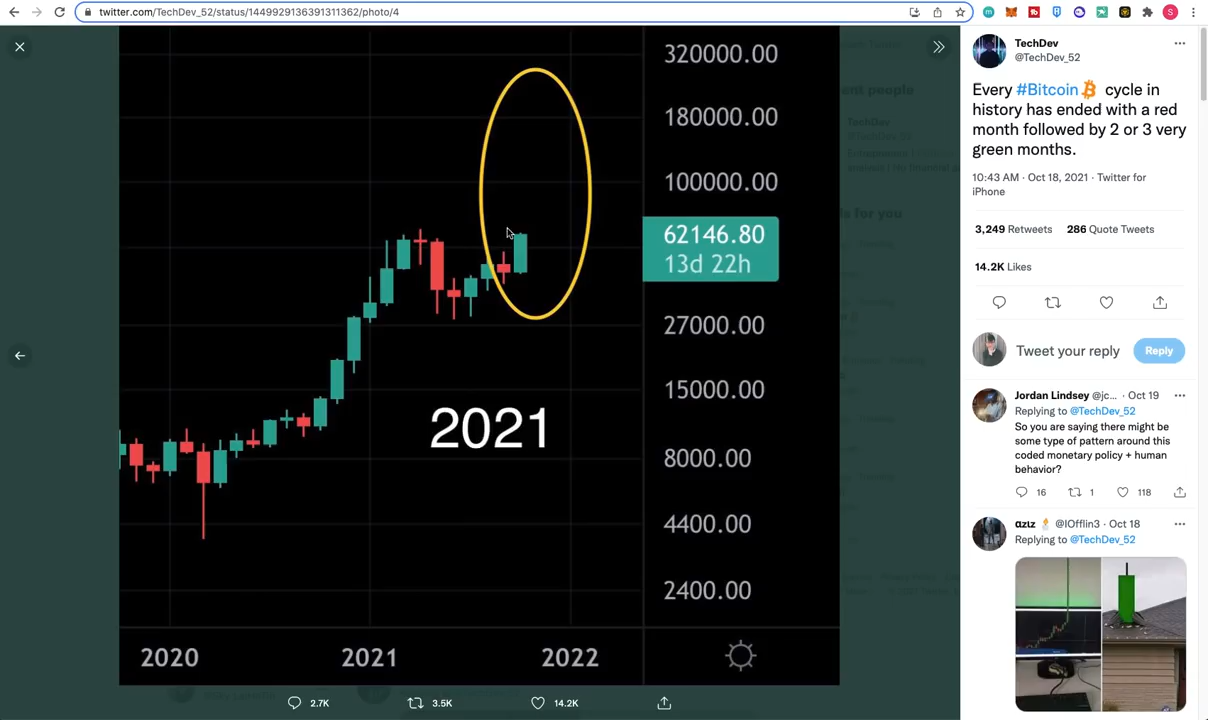 twitter.com/TechDev_52/status/1449929136391311362/photo/4
320000.00
180000.00
100000.00
62146.80
13d 22h
27000.00
15000.00
8000.00
4400.00
2400.00
2021
2020
2021
2022
2.7K
3.5K
14.2K
TechDev
@TechDev_52
Every #Bitcoin cycle in
history has ended with a red
month followed by 2 or 3 very
green months.
10:43 AM · Oct 18, 2021 · Twitter for
iPhone
3,249 Retweets 286 Quote Tweets
14.2K Likes
Tweet your reply
Reply
Jordan Lindsey @jc... · Oct 19
Replying to @TechDev_52
So you are saying there might be
some type of pattern around this
coded monetary policy + human
behavior?
16 1 118
αzιz @IOfflin3 · Oct 18
Replying to @TechDev_52